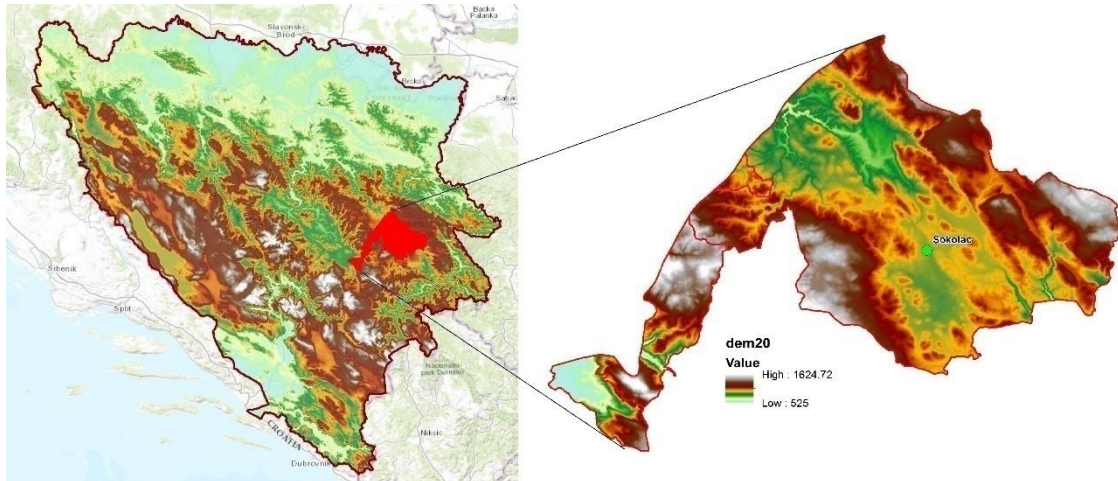 Backa
Palanka
Slavonski
Brod
Brcko
Sabac
Sibenik
Split
Nacionalni
park Durmitor
Niksic
CROATIA
Dubrovnik
Sokolac
dem20
Value
High : 1624.72
Low : 525